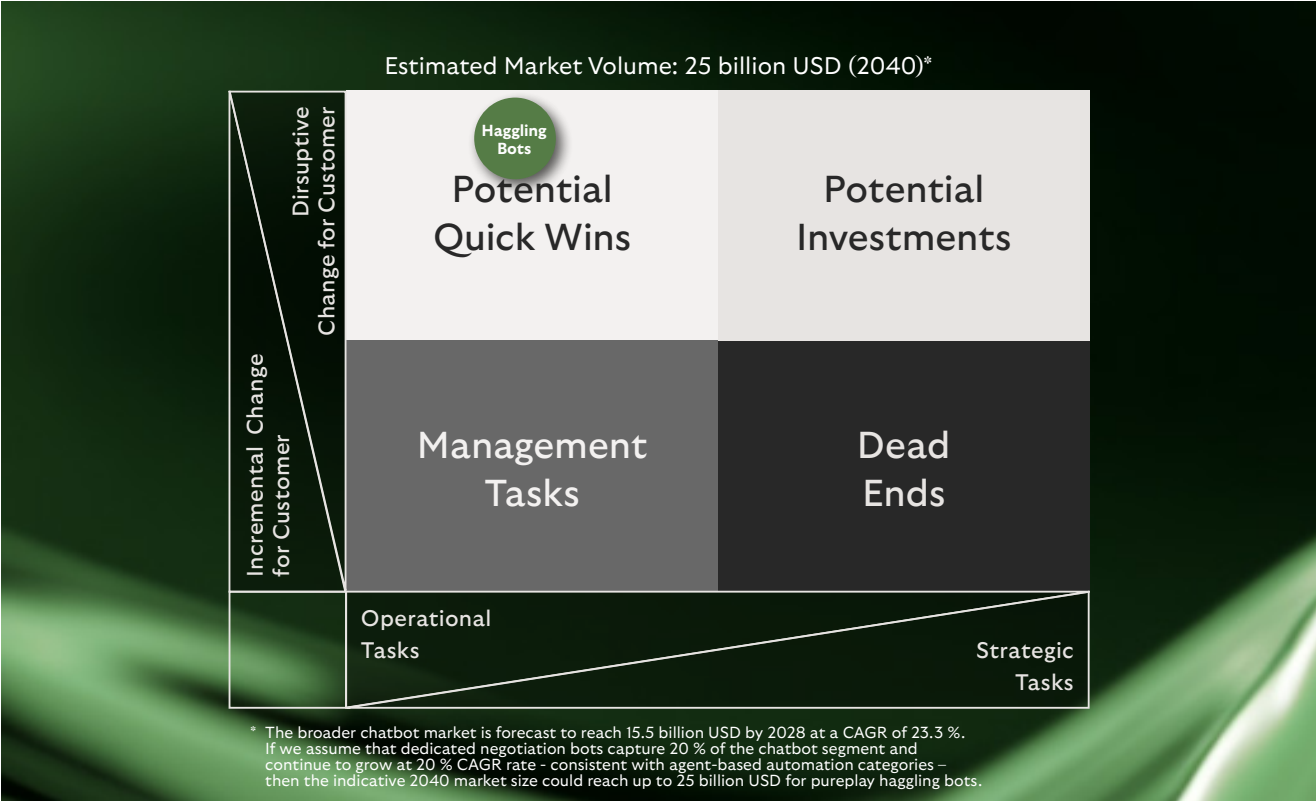 Estimated Market Volume: 25 billion USD (2040)*
Dirsuptive
Change for Customer
Incremental Change
for Customer
Haggling
Bots
Potential
Quick Wins
Potential
Investments
Management
Tasks
Dead
Ends
Operational
Tasks
Strategic
Tasks
* The broader chatbot market is forecast to reach 15.5 billion USD by 2028 at a CAGR of 23.3 %.
If we assume that dedicated negotiation bots capture 20 % of the chatbot segment and
continue to grow at 20 % CAGR rate - consistent with agent-based automation categories –
then the indicative 2040 market size could reach up to 25 billion USD for pureplay haggling bots.